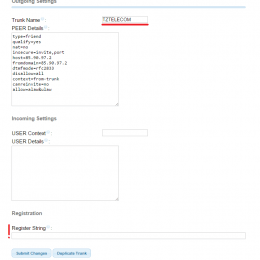 Outgoing Settings
Trunk Name
TZTELECOM
PEER Details
type=friend
qualify=yes
nat=no
insecure=invite,port
host=85.90.97.2
fromdomain=85.90.97.2
dtmfmode=rfc2833
disallow=all
context=from-trunk
canreinvite=no
allow=alaw&ulaw
Incoming Settings
USER Context
USER Details
Registration
Register String
Submit Changes
Duplicate Trunk